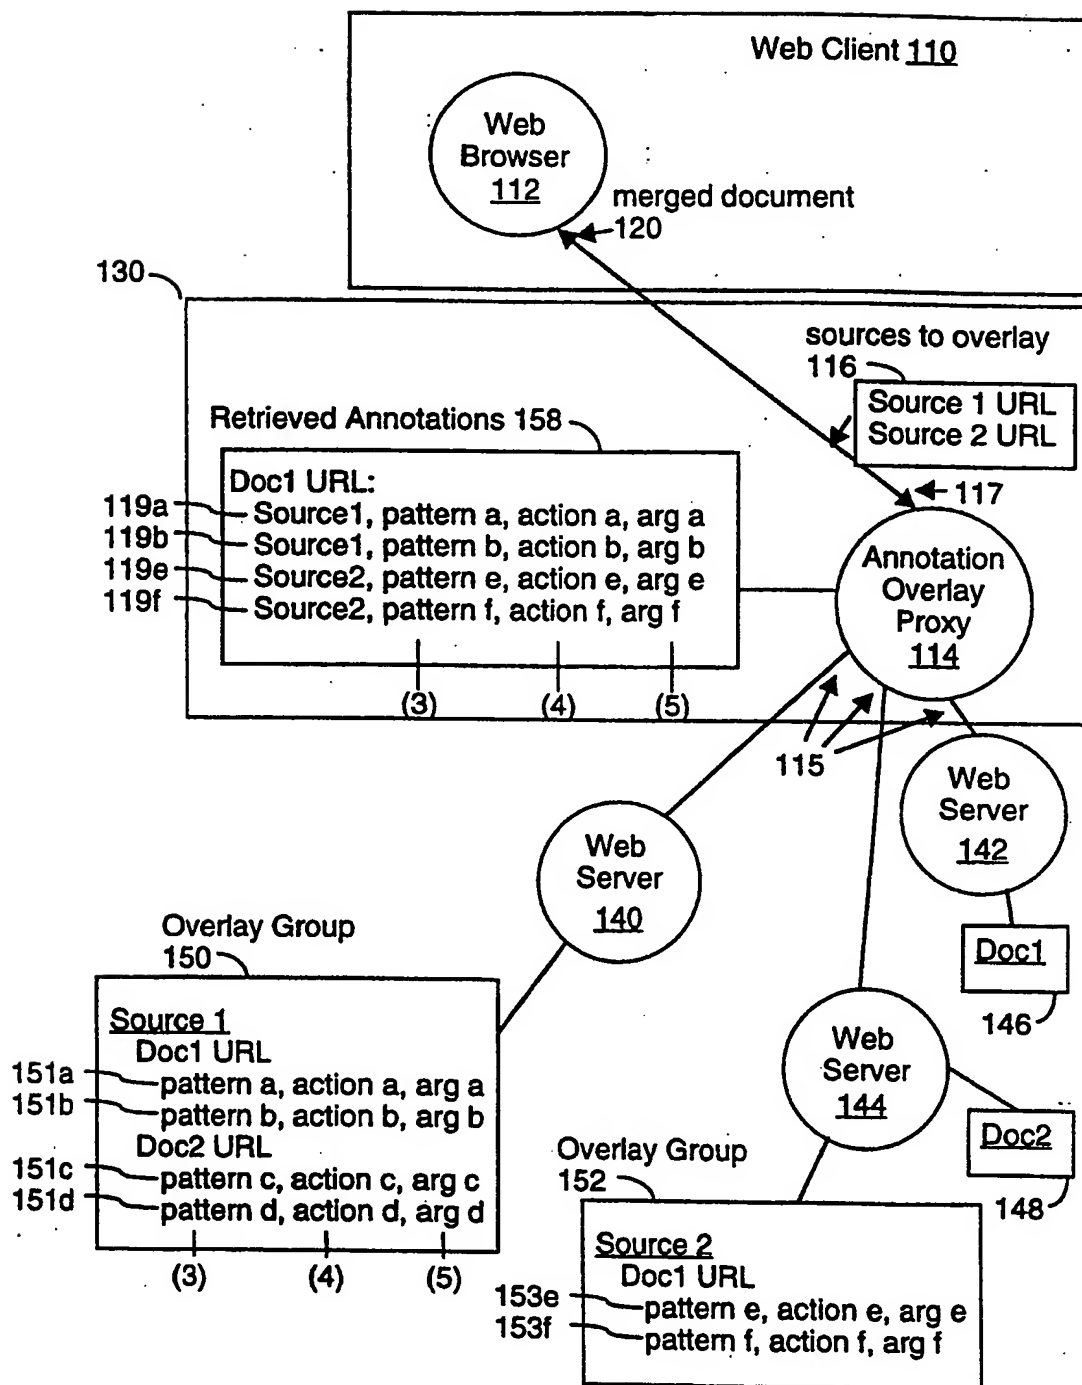 Web Client 110
Web
Browser
112
merged document
120
130
sources to overlay
116
Source 1 URL
Source 2 URL
Retrieved Annotations 158
117
Doc1 URL:
119a
Source1, pattern a, action a, arg a
119b
Source1, pattern b, action b, arg b
119e
Source2, pattern e, action e, arg e
119f
Source2, pattern f, action f, arg f
Annotation
Overlay
Proxy
114
(3)
(4)
(5)
115
Web
Server
142
Web
Server
140
Overlay Group
150
Doc1
146
Source 1
Doc1 URL
151a
pattern a, action a, arg a
151b
pattern b, action b, arg b
Doc2 URL
151c
pattern c, action c, arg c
151d
pattern d, action d, arg d
(3)
(4)
(5)
Web
Server
144
Doc2
148
Overlay Group
152
Source 2
Doc1 URL
153e
pattern e, action e, arg e
153f
pattern f, action f, arg f